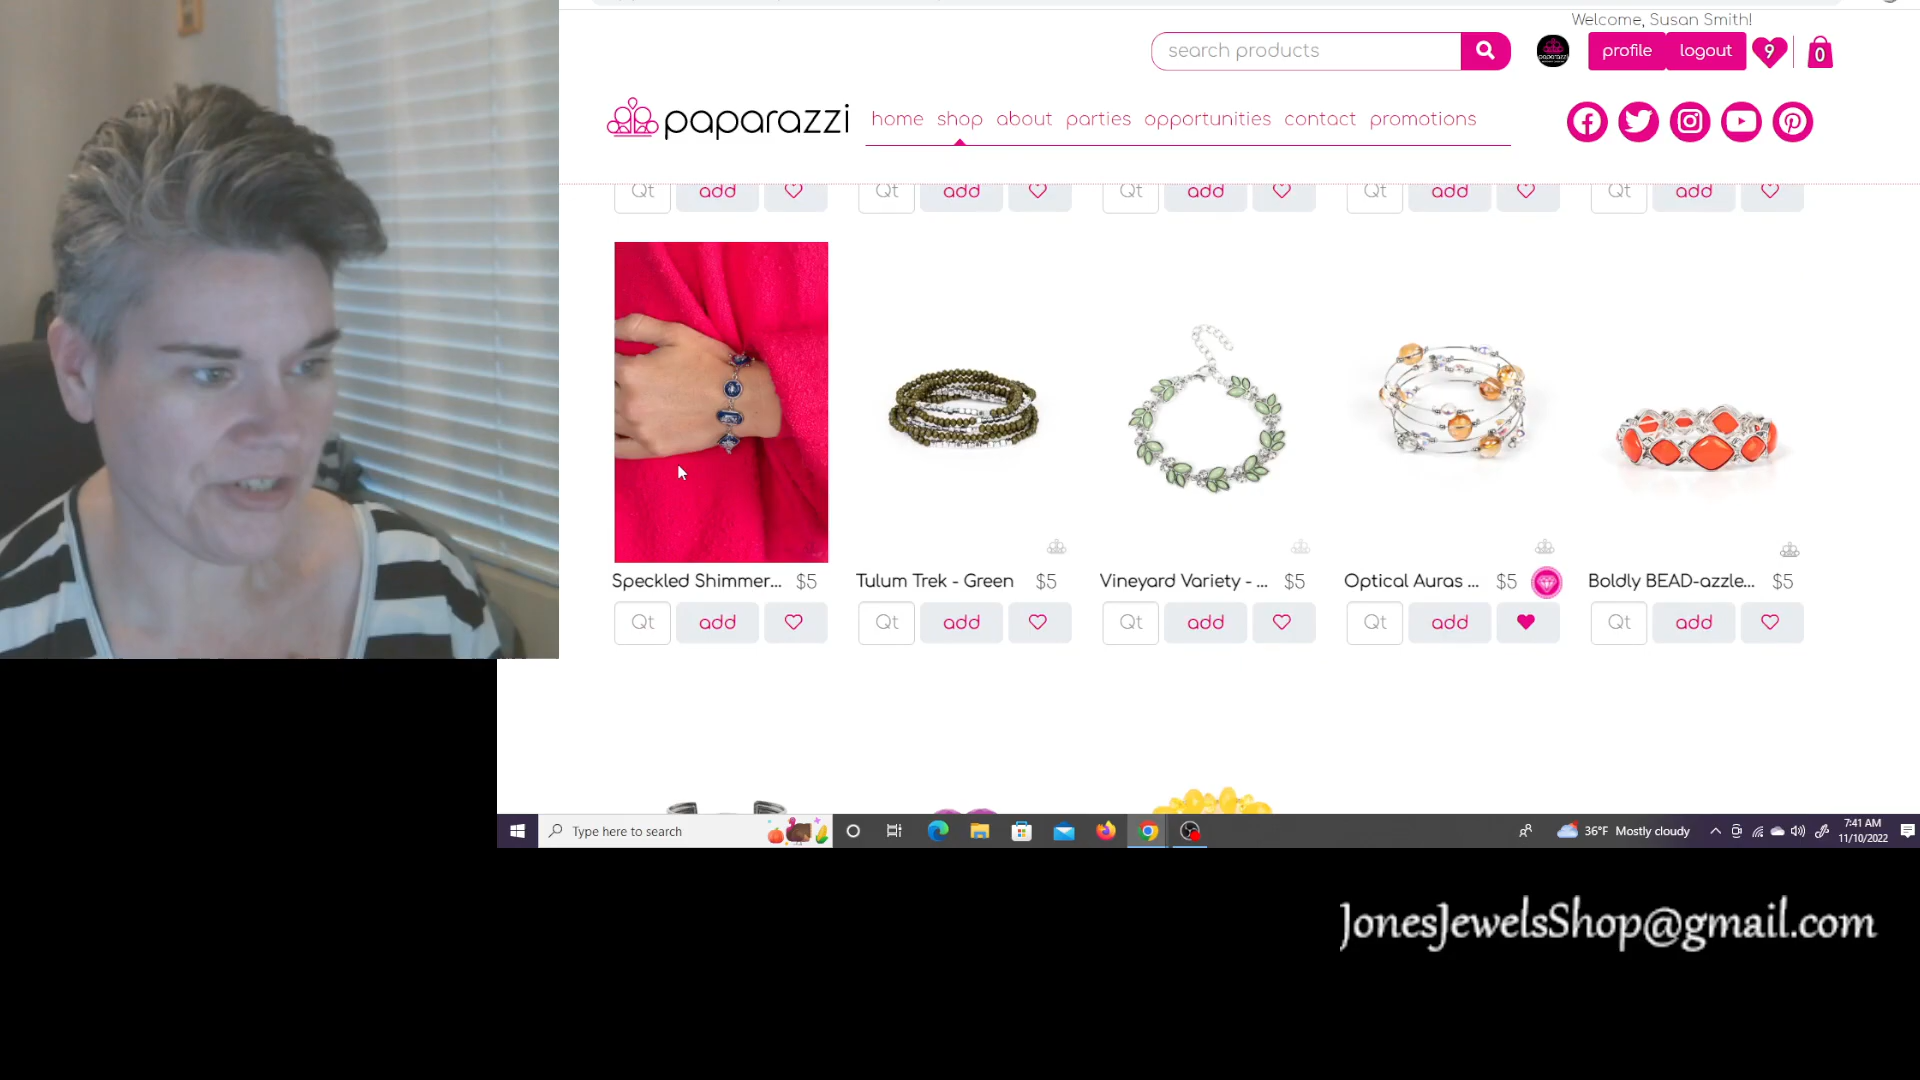 Welcome, Susan Smith!
search products
profile
logout
9
0
paparazzi
home shop about parties opportunities contact promotions
Qt add Qt add Qt add Qt add Qt add
Speckled Shimmer... $5
Tulum Trek - Green $5
Vineyard Variety - ... $5
Optical Auras ... $5
Boldly BEAD-azzle... $5
Qt add Qt add Qt add Qt add Qt add
Type here to search
36°F Mostly cloudy
7:41 AM
11/10/2022
JonesJewelsShop@gmail.com